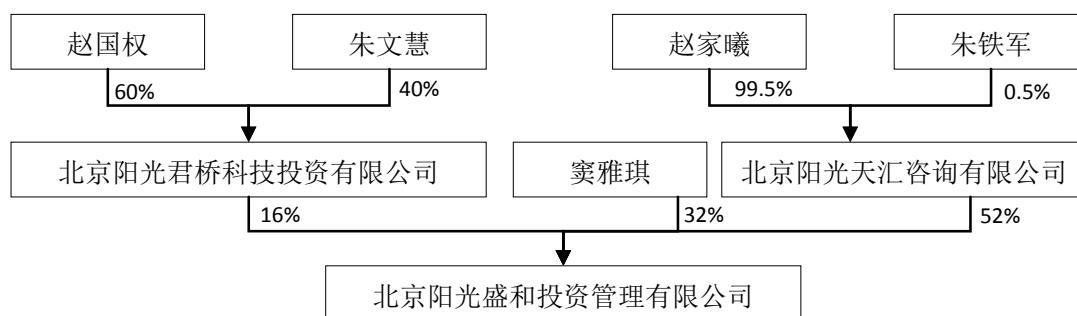 赵国权
朱文慧
赵家曦
朱铁军
60%
40%
99.5%
0.5%
北京阳光君桥科技投资有限公司
窦雅琪
北京阳光天汇咨询有限公司
16%
32%
52%
北京阳光盛和投资管理有限公司